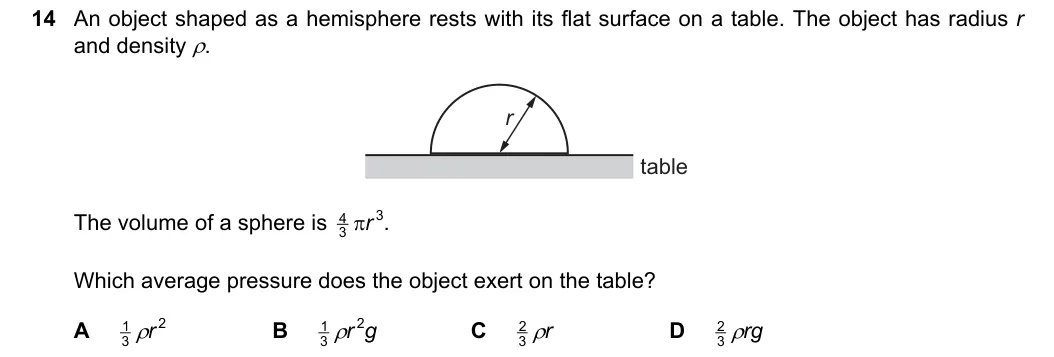 14 An object shaped as a hemisphere rests with its flat surface on a table. The object has radius r
and density ρ.
r
table
The volume of a sphere is 4/3 πr³.
Which average pressure does the object exert on the table?
A 1/3 ρr² B 1/3 ρr²g C 2/3 ρr D 2/3 ρrg